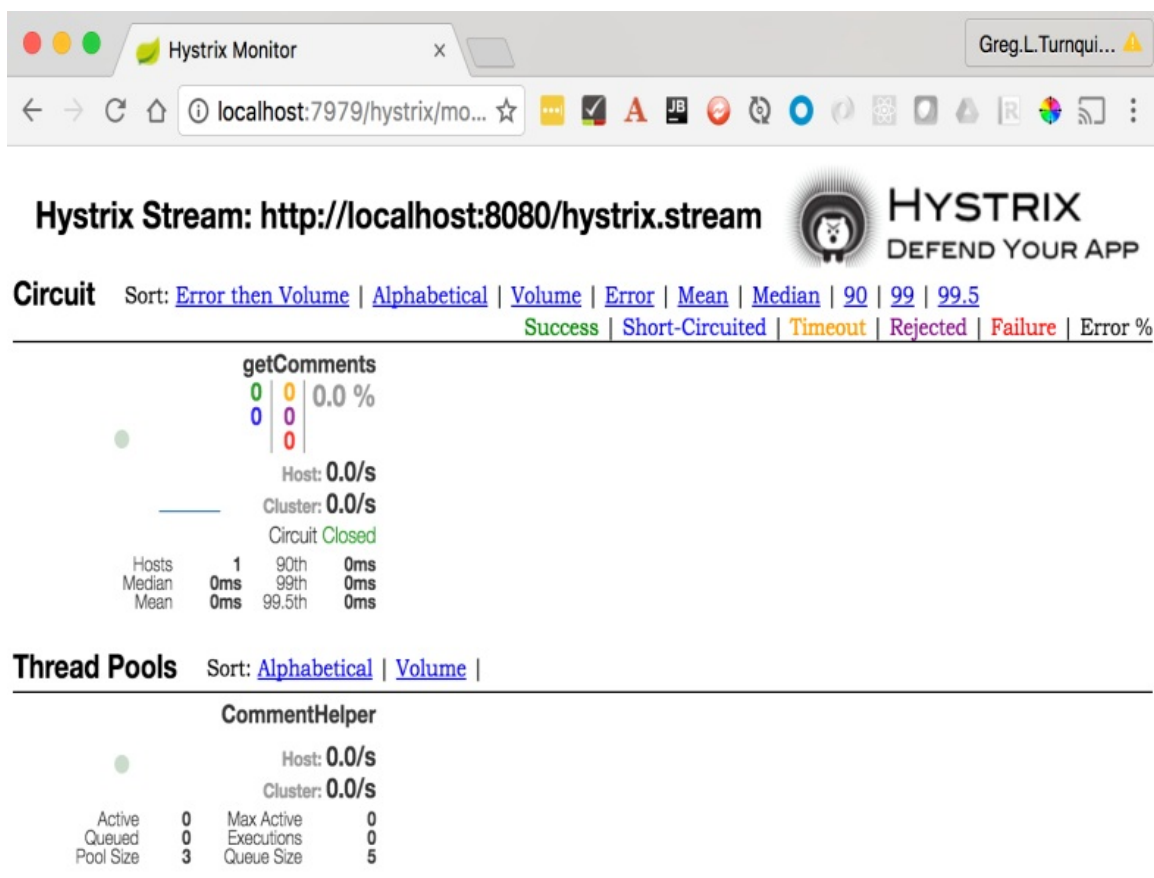 Hystrix Monitor ×
Greg.L.Turnqui...
localhost:7979/hystrix/mo...
A JB R
Hystrix Stream: http://localhost:8080/hystrix.stream
HYSTRIX
DEFEND YOUR APP
Circuit Sort: Error then Volume | Alphabetical | Volume | Error | Mean | Median | 90 | 99 | 99.5
Success | Short-Circuited | Timeout | Rejected | Failure | Error %
getComments
0 | 0 | 0.0 %
0 | 0
0
Host: 0.0/s
Cluster: 0.0/s
Circuit Closed
Hosts 1 90th 0ms
Median 0ms 99th 0ms
Mean 0ms 99.5th 0ms
Thread Pools Sort: Alphabetical | Volume |
CommentHelper
Host: 0.0/s
Cluster: 0.0/s
Active 0 Max Active 0
Queued 0 Executions 0
Pool Size 3 Queue Size 5